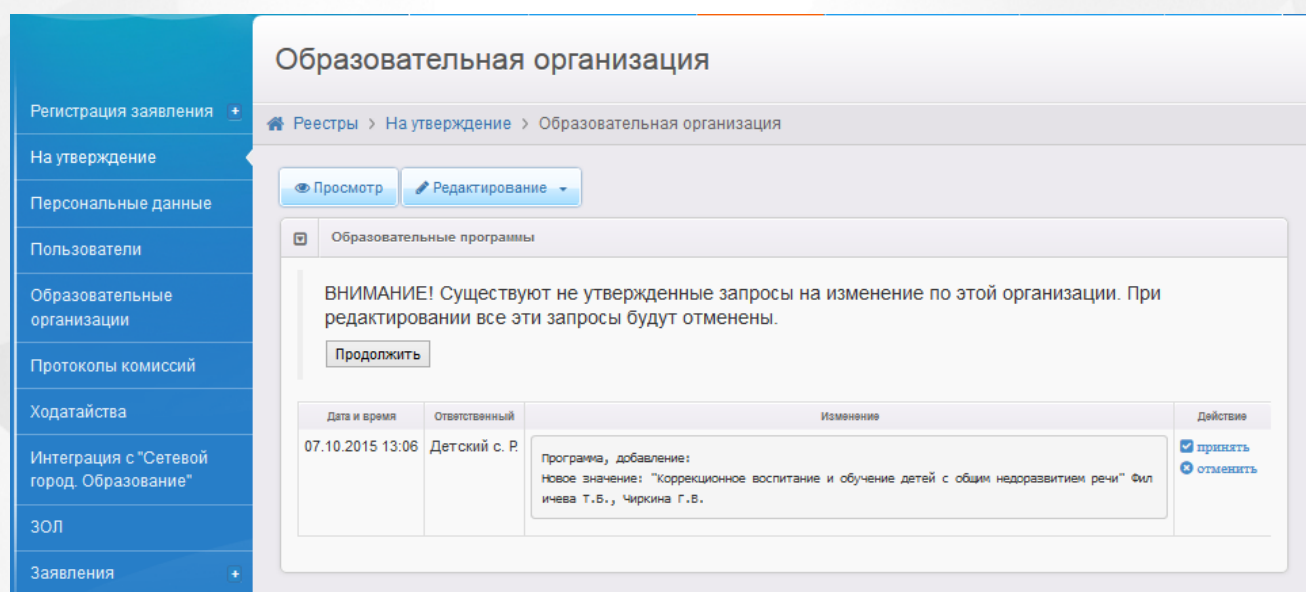 Образовательная организация
Регистрация заявления
На утверждение
Персональные данные
Пользователи
Образовательные
организации
Протоколы комиссий
Ходатайства
Интеграция с "Сетевой
город. Образование"
ЗОЛ
Заявления
Реестры > На утверждение > Образовательная организация
Просмотр
Редактирование
Образовательные программы
ВНИМАНИЕ! Существуют не утвержденные запросы на изменение по этой организации. При
редактировании все эти запросы будут отменены.
Продолжить
Дата и время Ответственный Изменение Действие
07.10.2015 13:06 Детский с. Р.
Программа, добавление:
Новое значение: "Коррекционное воспитание и обучение детей с общим недоразвитием речи" Фил
ичева Т.Б., Чиркина Г.В.
принять
отменить